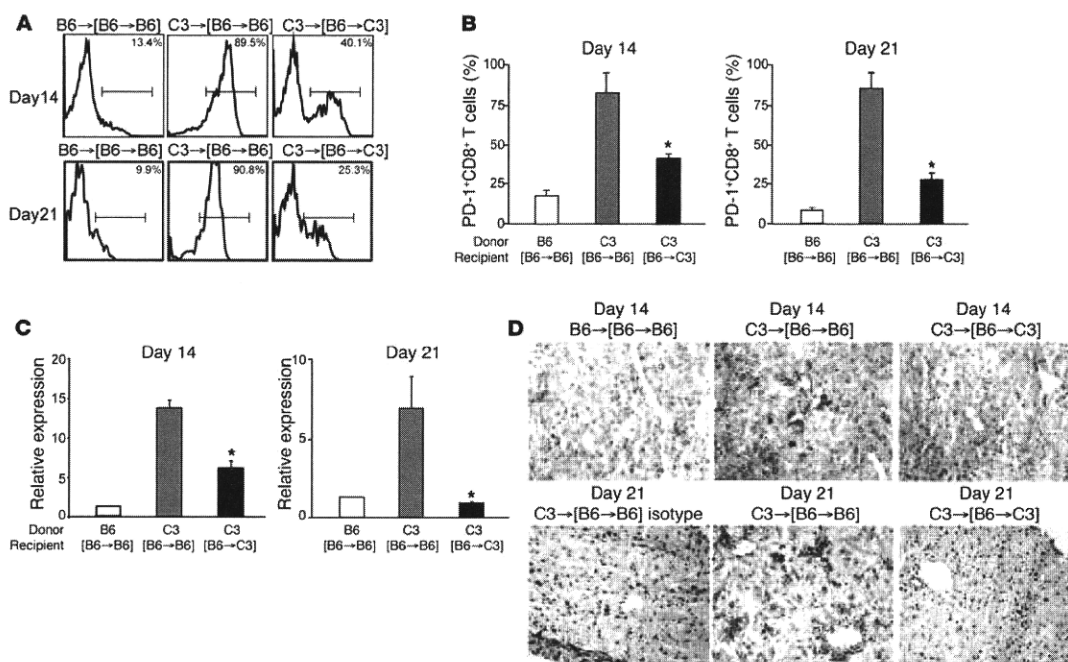 A
B6→[B6→B6] C3→[B6→B6] C3→[B6→C3]
13.4% 89.5% 40.1%
Day14
B6→[B6→B6] C3→[B6→B6] C3→[B6→C3]
9.9% 90.8% 25.3%
Day21
B
Day 14
PD-1⁺CD8⁺ T cells (%)
100
75
50
25
0
*
Donor B6 C3 C3
Recipient [B6→B6] [B6→B6] [B6→C3]
Day 21
PD-1⁺CD8⁺ T cells (%)
100
75
50
25
0
*
B6 C3 C3
[B6→B6] [B6→B6] [B6→C3]
C
Day 14
Relative expression
20
15
10
5
0
*
Donor B6 C3 C3
Recipient [B6→B6] [B6→B6] [B6→C3]
Day 21
Relative expression
10
5
0
*
B6 C3 C3
[B6→B6] [B6→B6] [B6→C3]
D
Day 14 Day 14 Day 14
B6→[B6→B6] C3→[B6→B6] C3→[B6→C3]
Day 21 Day 21 Day 21
C3→[B6→B6] isotype C3→[B6→B6] C3→[B6→C3]